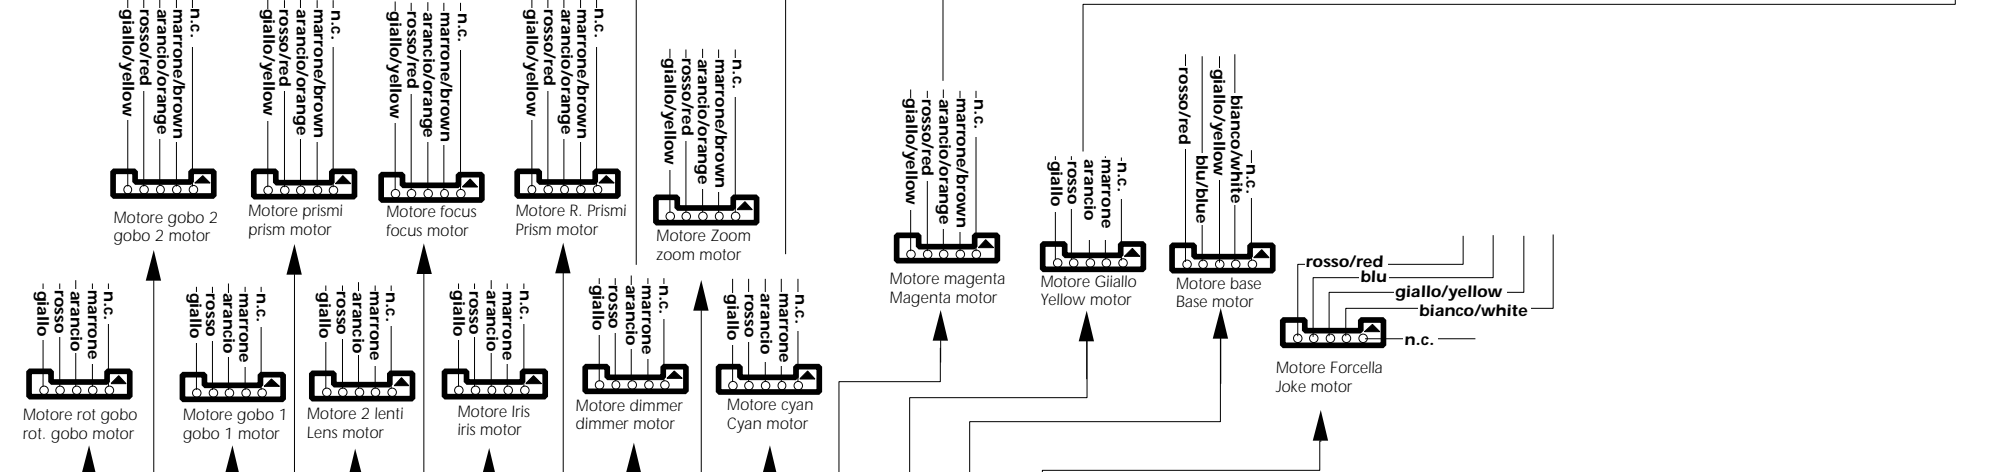 giallo/yellow
rosso/red
arancio/orange
marrone/brown
n.c.
Motore gobo 2
gobo 2 motor
giallo/yellow
rosso/red
arancio/orange
marrone/brown
n.c.
Motore prismi
prism motor
giallo/yellow
rosso/red
arancio/orange
marrone/brown
n.c.
Motore focus
focus motor
giallo/yellow
rosso/red
arancio/orange
marrone/brown
n.c.
Motore R. Prismi
Prism motor
giallo/yellow
rosso/red
arancio/orange
marrone/brown
n.c.
Motore Zoom
zoom motor
giallo/yellow
rosso/red
arancio/orange
marrone/brown
n.c.
Motore magenta
Magenta motor
giallo
rosso
arancio
marrone
n.c.
Motore Giiallo
Yellow motor
rosso/red
blu/blue
giallo/yellow
bianco/white
n.c.
Motore base
Base motor
rosso/red
blu
giallo/yellow
bianco/white
n.c.
Motore Forcella
Joke motor
giallo
rosso
arancio
marrone
n.c.
Motore rot gobo
rot. gobo motor
giallo
rosso
arancio
marrone
n.c.
Motore gobo 1
gobo 1 motor
giallo
rosso
arancio
marrone
n.c.
Motore 2 lenti
Lens motor
giallo
rosso
arancio
marrone
n.c.
Motore Iris
iris motor
giallo
rosso
arancio
marrone
n.c.
Motore dimmer
dimmer motor
giallo
rosso
arancio
marrone
n.c.
Motore cyan
Cyan motor